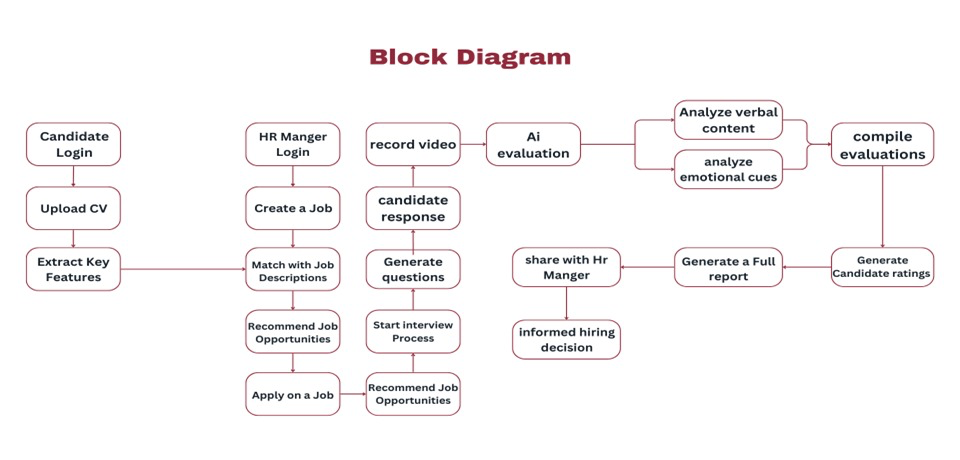 Block Diagram
Candidate
Login
Upload CV
Extract Key
Features
HR Manger
Login
Create a Job
Match with Job
Descriptions
Recommend Job
Opportunities
Apply on a Job
Recommend Job
Opportunities
Start interview
Process
Generate
questions
candidate
response
record video
Ai
evaluation
Analyze verbal
content
analyze
emotional cues
compile
evaluations
Generate
Candidate ratings
Generate a Full
report
share with Hr
Manger
informed hiring
decision